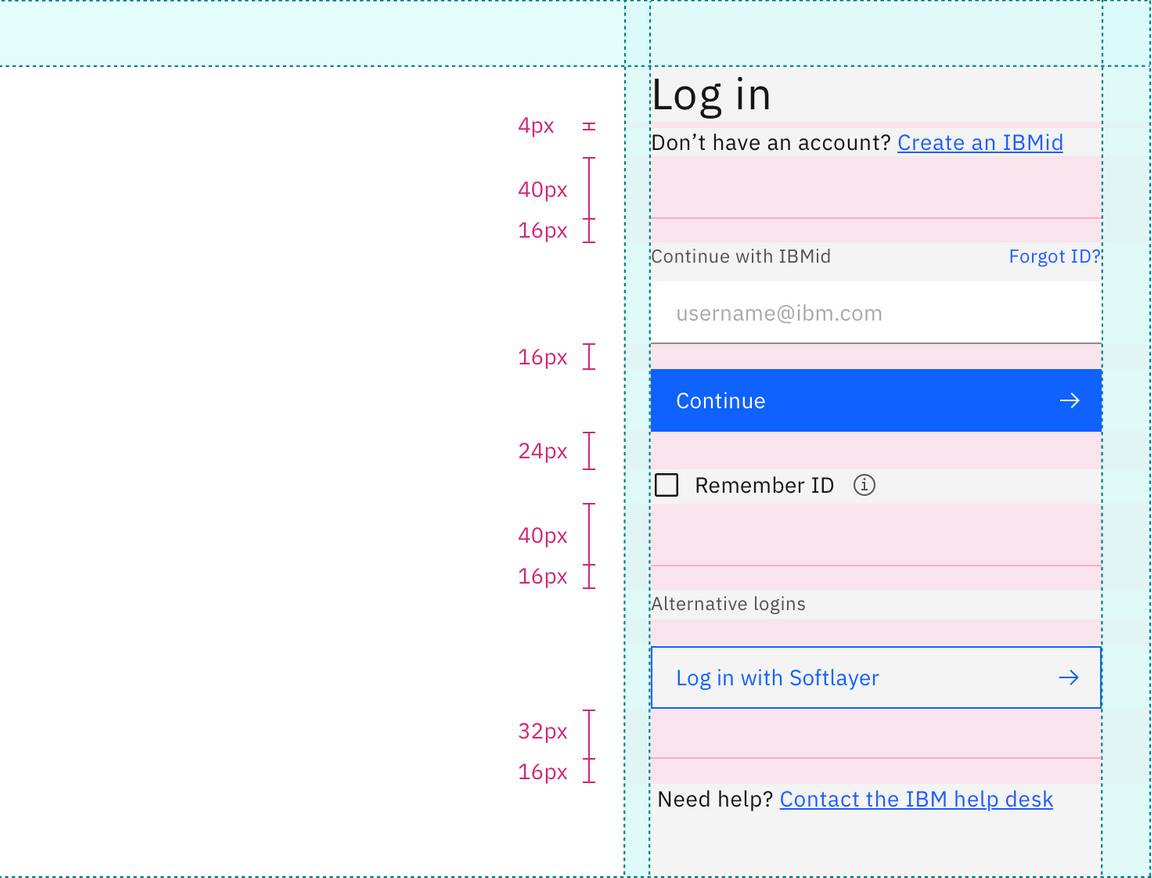 Log in
4px
Don’t have an account? Create an IBMid
40px
16px
Continue with IBMid Forgot ID?
username@ibm.com
16px
Continue
24px
Remember ID
40px
16px
Alternative logins
Log in with Softlayer
32px
16px
Need help? Contact the IBM help desk